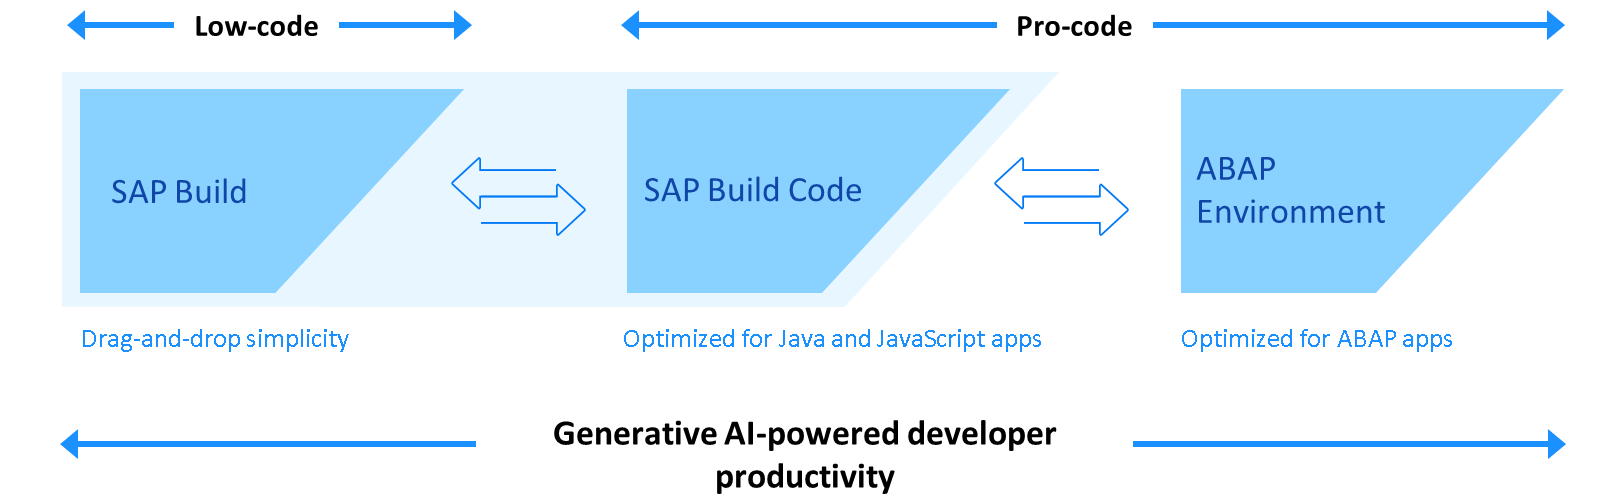 Low-code
Pro-code
SAP Build
SAP Build Code
ABAP
Environment
Drag-and-drop simplicity
Optimized for Java and JavaScript apps
Optimized for ABAP apps
Generative AI-powered developer
productivity